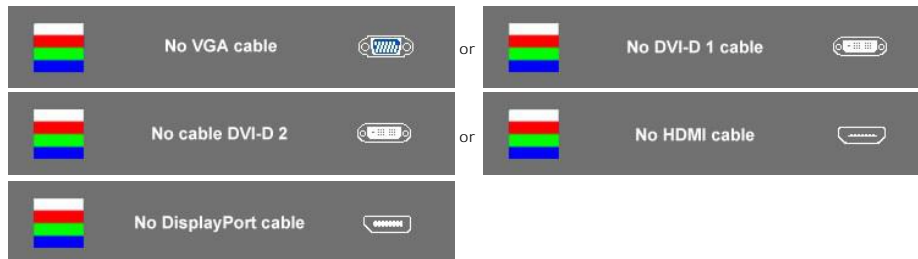 No VGA cable or No DVI-D 1 cable
No cable DVI-D 2 or No HDMI cable
No DisplayPort cable